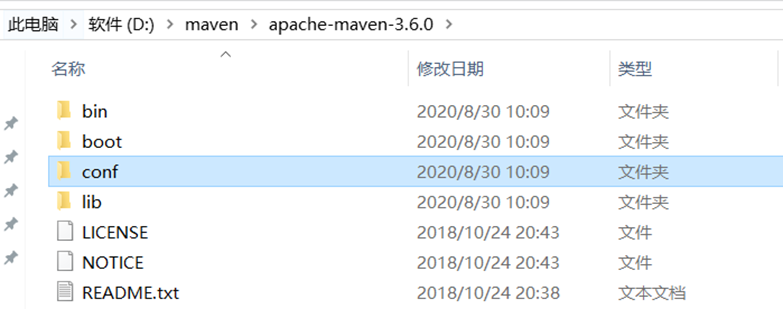 此电脑 > 软件 (D:) > maven > apache-maven-3.6.0 >
名称 修改日期 类型
bin 2020/8/30 10:09 文件夹
boot 2020/8/30 10:09 文件夹
conf 2020/8/30 10:09 文件夹
lib 2020/8/30 10:09 文件夹
LICENSE 2018/10/24 20:43 文件
NOTICE 2018/10/24 20:43 文件
README.txt 2018/10/24 20:38 文本文档